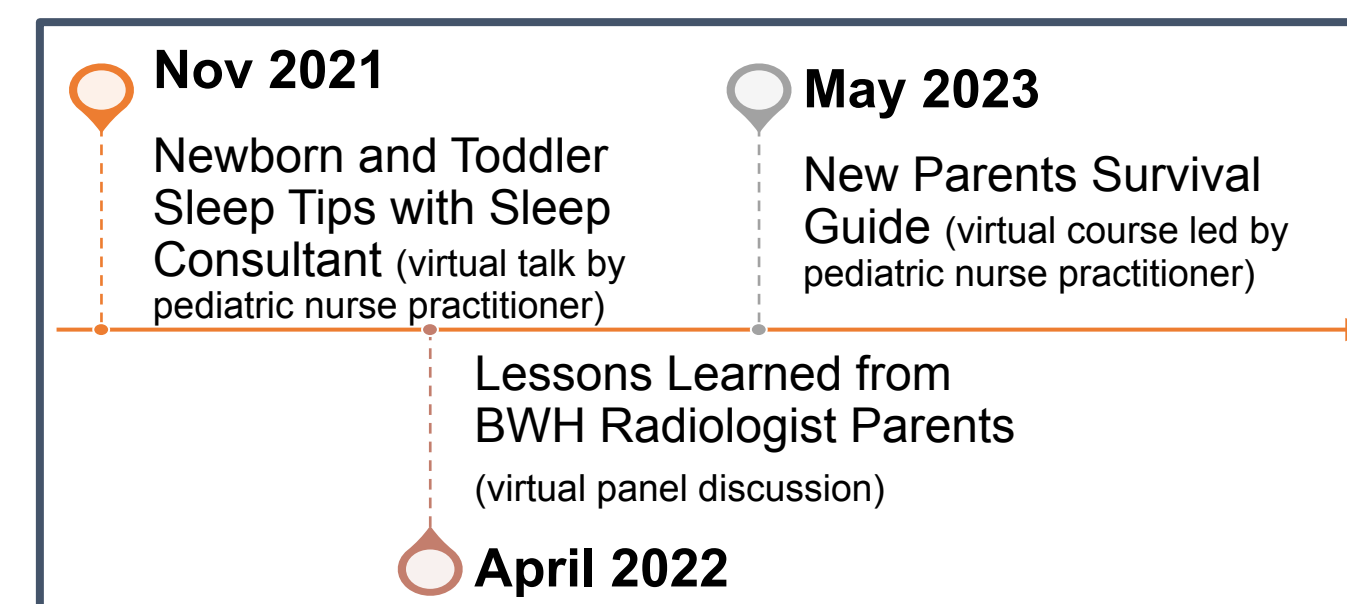 Nov 2021
Newborn and Toddler
Sleep Tips with Sleep
Consultant (virtual talk by
pediatric nurse practitioner)
May 2023
New Parents Survival
Guide (virtual course led by
pediatric nurse practitioner)
Lessons Learned from
BWH Radiologist Parents
(virtual panel discussion)
April 2022